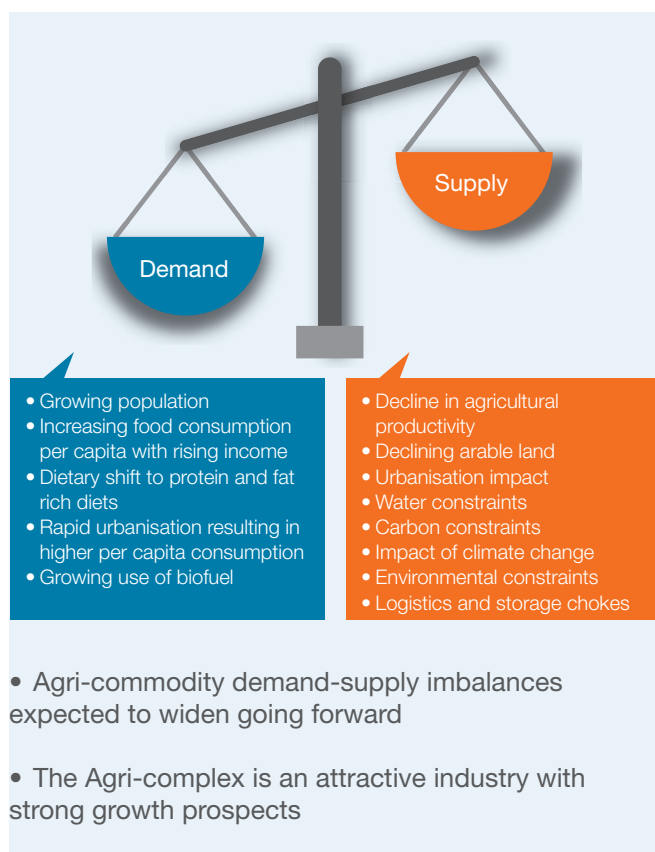 Supply
Demand
• Growing population
• Increasing food consumption
per capita with rising income
• Dietary shift to protein and fat
rich diets
• Rapid urbanisation resulting in
higher per capita consumption
• Growing use of biofuel
• Decline in agricultural
productivity
• Declining arable land
• Urbanisation impact
• Water constraints
• Carbon constraints
• Impact of climate change
• Environmental constraints
• Logistics and storage chokes
• Agri-commodity demand-supply imbalances
expected to widen going forward
• The Agri-complex is an attractive industry with
strong growth prospects